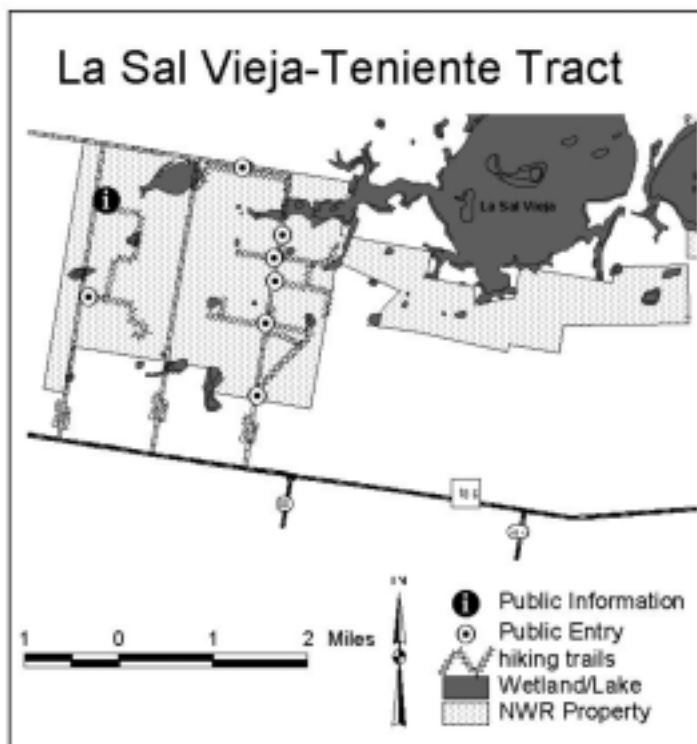 La Sal Vieja-Teniente Tract
i
La Sal Vieja
1 0 1 2 Miles
N
i Public Information
Public Entry
hiking trails
Wetland/Lake
NWR Property